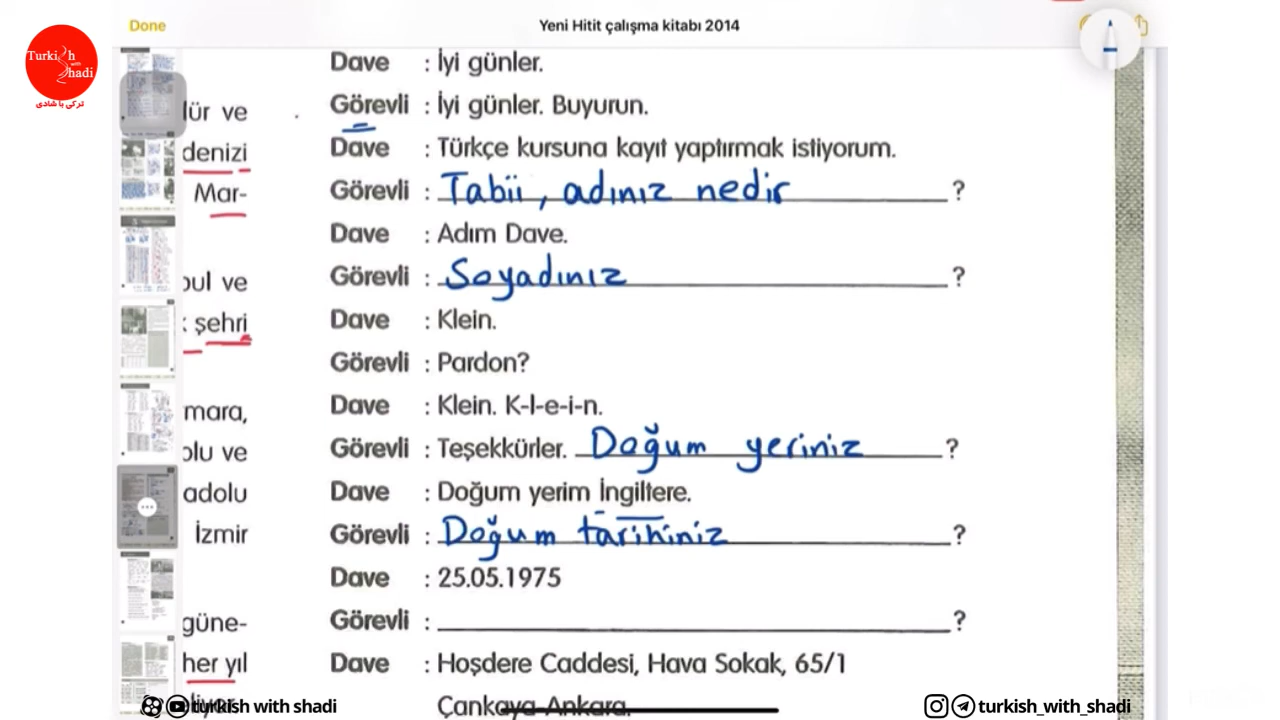 Done
Yeni Hitit çalışma kitabı 2014
Turkish
with
Shadi
ترکی با شادی
lür ve
denizi
Mar-
bul ve
şehri
mara,
olu ve
adolu
İzmir
güne-
her yıl
Dave : İyi günler.
Görevli : İyi günler. Buyurun.
Dave : Türkçe kursuna kayıt yaptırmak istiyorum.
Görevli : Tabii, adınız nedir ?
Dave : Adım Dave.
Görevli : Soyadınız ?
Dave : Klein.
Görevli : Pardon?
Dave : Klein. K-l-e-i-n.
Görevli : Teşekkürler. Doğum yeriniz ?
Dave : Doğum yerim İngiltere.
Görevli : Doğum tarihiniz ?
Dave : 25.05.1975
Görevli : ?
Dave : Hoşdere Caddesi, Hava Sokak, 65/1
Çankaya-Ankara.
turkish with shadi
turkish_with_shadi